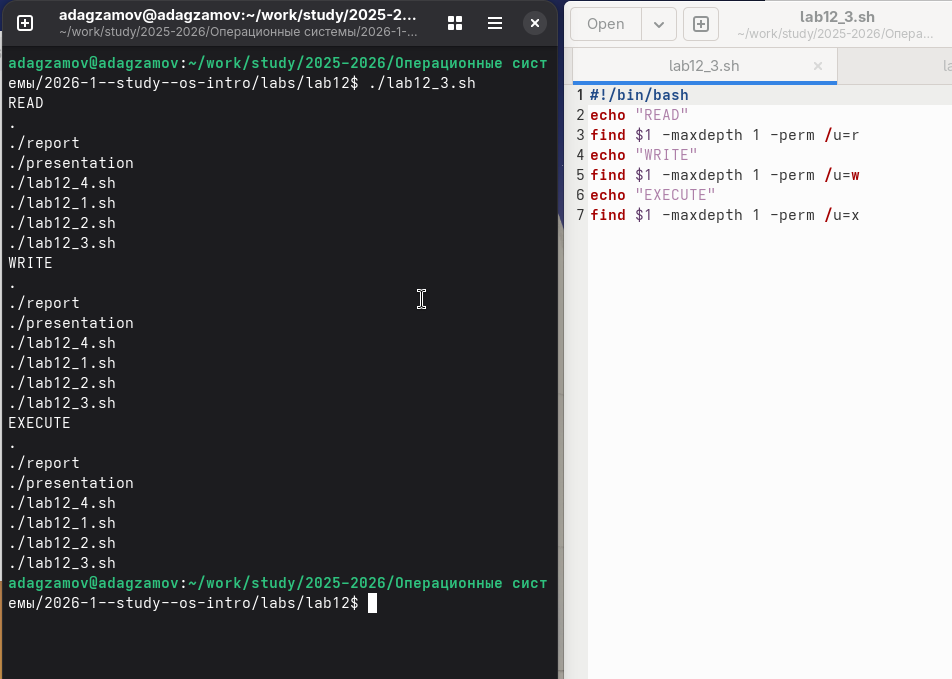 adagzamov@adagzamov:~/work/study/2025-2...
~/work/study/2025-2026/Операционные системы/2026-1-...
adagzamov@adagzamov:~/work/study/2025-2026/Операционные сист
емы/2026-1--study--os-intro/labs/lab12$ ./lab12_3.sh
READ
.
./report
./presentation
./lab12_4.sh
./lab12_1.sh
./lab12_2.sh
./lab12_3.sh
WRITE
.
./report
./presentation
./lab12_4.sh
./lab12_1.sh
./lab12_2.sh
./lab12_3.sh
EXECUTE
.
./report
./presentation
./lab12_4.sh
./lab12_1.sh
./lab12_2.sh
./lab12_3.sh
adagzamov@adagzamov:~/work/study/2025-2026/Операционные сист
емы/2026-1--study--os-intro/labs/lab12$
Open
lab12_3.sh
~/work/study/2025-2026/Опера...
lab12_3.sh
la
1 #!/bin/bash
2 echo "READ"
3 find $1 -maxdepth 1 -perm /u=r
4 echo "WRITE"
5 find $1 -maxdepth 1 -perm /u=w
6 echo "EXECUTE"
7 find $1 -maxdepth 1 -perm /u=x